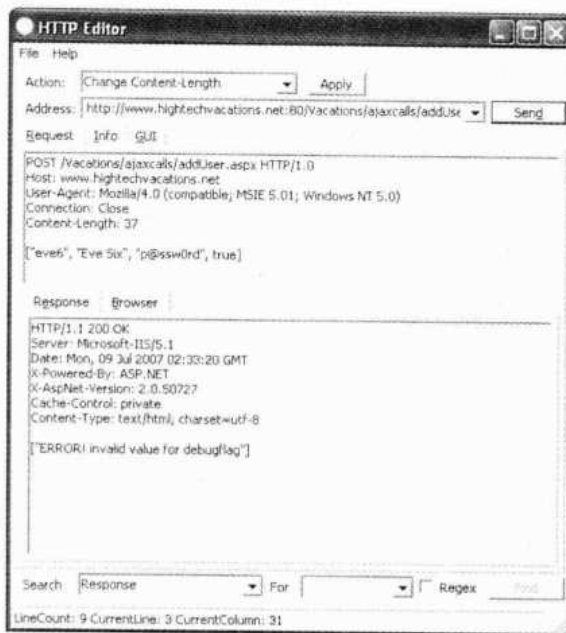 HTTP Editor
File Help
Action: Change Content-Length Apply
Address: http://www.hightechvacations.net:80/Vacations/ajaxcalls/addUse Send
Request Info GUI
POST /Vacations/ajaxcalls/addUser.aspx HTTP/1.0
Host: www.hightechvacations.net
User-Agent: Mozilla/4.0 (compatible; MSIE 5.01; Windows NT 5.0)
Connection: Close
Content-Length: 37
["eve6", "Eve Six", "p@ssw0rd", true]
Response Browser
HTTP/1.1 200 OK
Server: Microsoft-IIS/5.1
Date: Mon, 09 Jul 2007 02:33:20 GMT
X-Powered-By: ASP.NET
X-AspNet-Version: 2.0.50727
Cache-Control: private
Content-Type: text/html; charset=utf-8
["ERROR! invalid value for debugflag"]
Search Response For Regex Find
LineCount: 9 CurrentLine: 3 CurrentColumn: 31